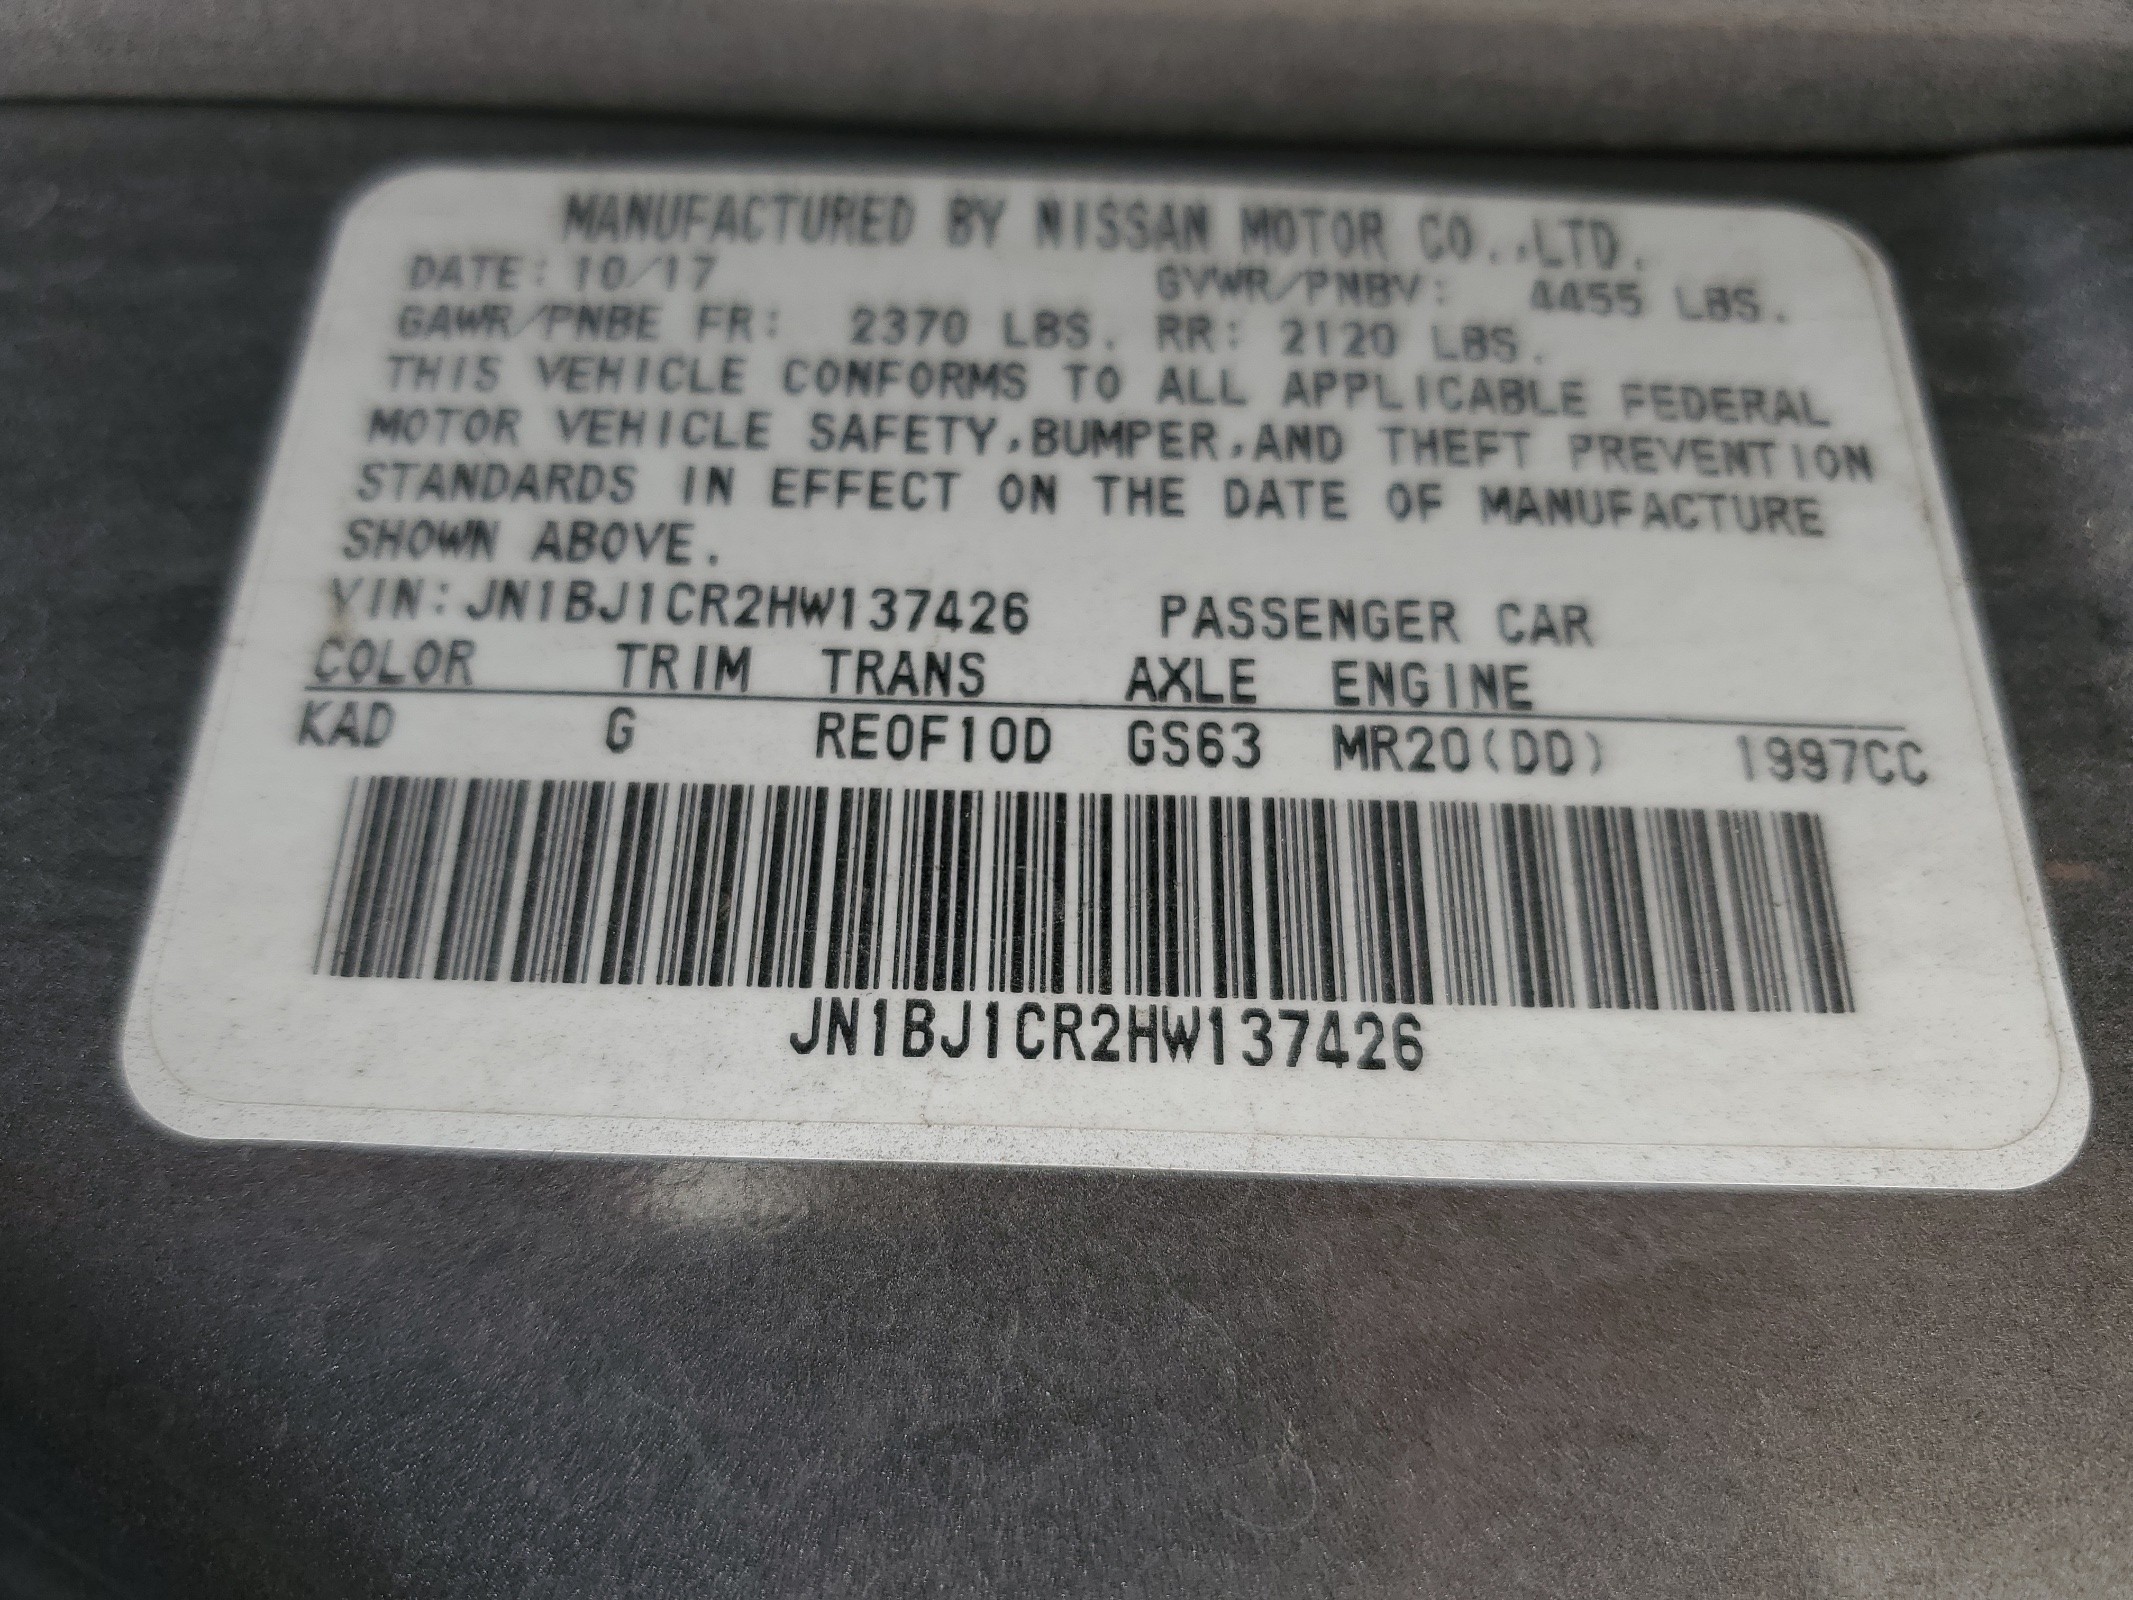 MANUFACTURED BY NISSAN MOTOR CO.,LTD.
DATE: 10/17 GVWR/PNBV: 4455 LBS.
GAWR/PNBE FR: 2370 LBS. RR: 2120 LBS.
THIS VEHICLE CONFORMS TO ALL APPLICABLE FEDERAL
MOTOR VEHICLE SAFETY,BUMPER,AND THEFT PREVENTION
STANDARDS IN EFFECT ON THE DATE OF MANUFACTURE
SHOWN ABOVE.
VIN:JN1BJ1CR2HW137426 PASSENGER CAR
COLOR TRIM TRANS AXLE ENGINE
KAD G RE0F10D GS63 MR20(DD) 1997CC
JN1BJ1CR2HW137426